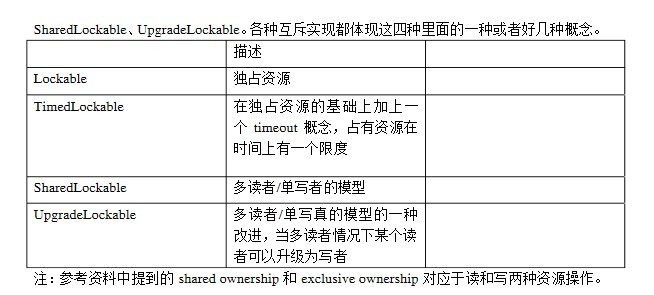 SharedLockable、UpgradeLockable。各种互斥实现都体现这四种里面的一种或者好几种概念。
描述
Lockable 独占资源
TimedLockable 在独占资源的基础上加上一
个 timeout 概念，占有资源在
时间上有一个限度
SharedLockable 多读者/单写者的模型
UpgradeLockable 多读者/单写真的模型的一种
改进，当多读者情况下某个读
者可以升级为写者
注：参考资料中提到的 shared ownership 和 exclusive ownership 对应于读和写两种资源操作。